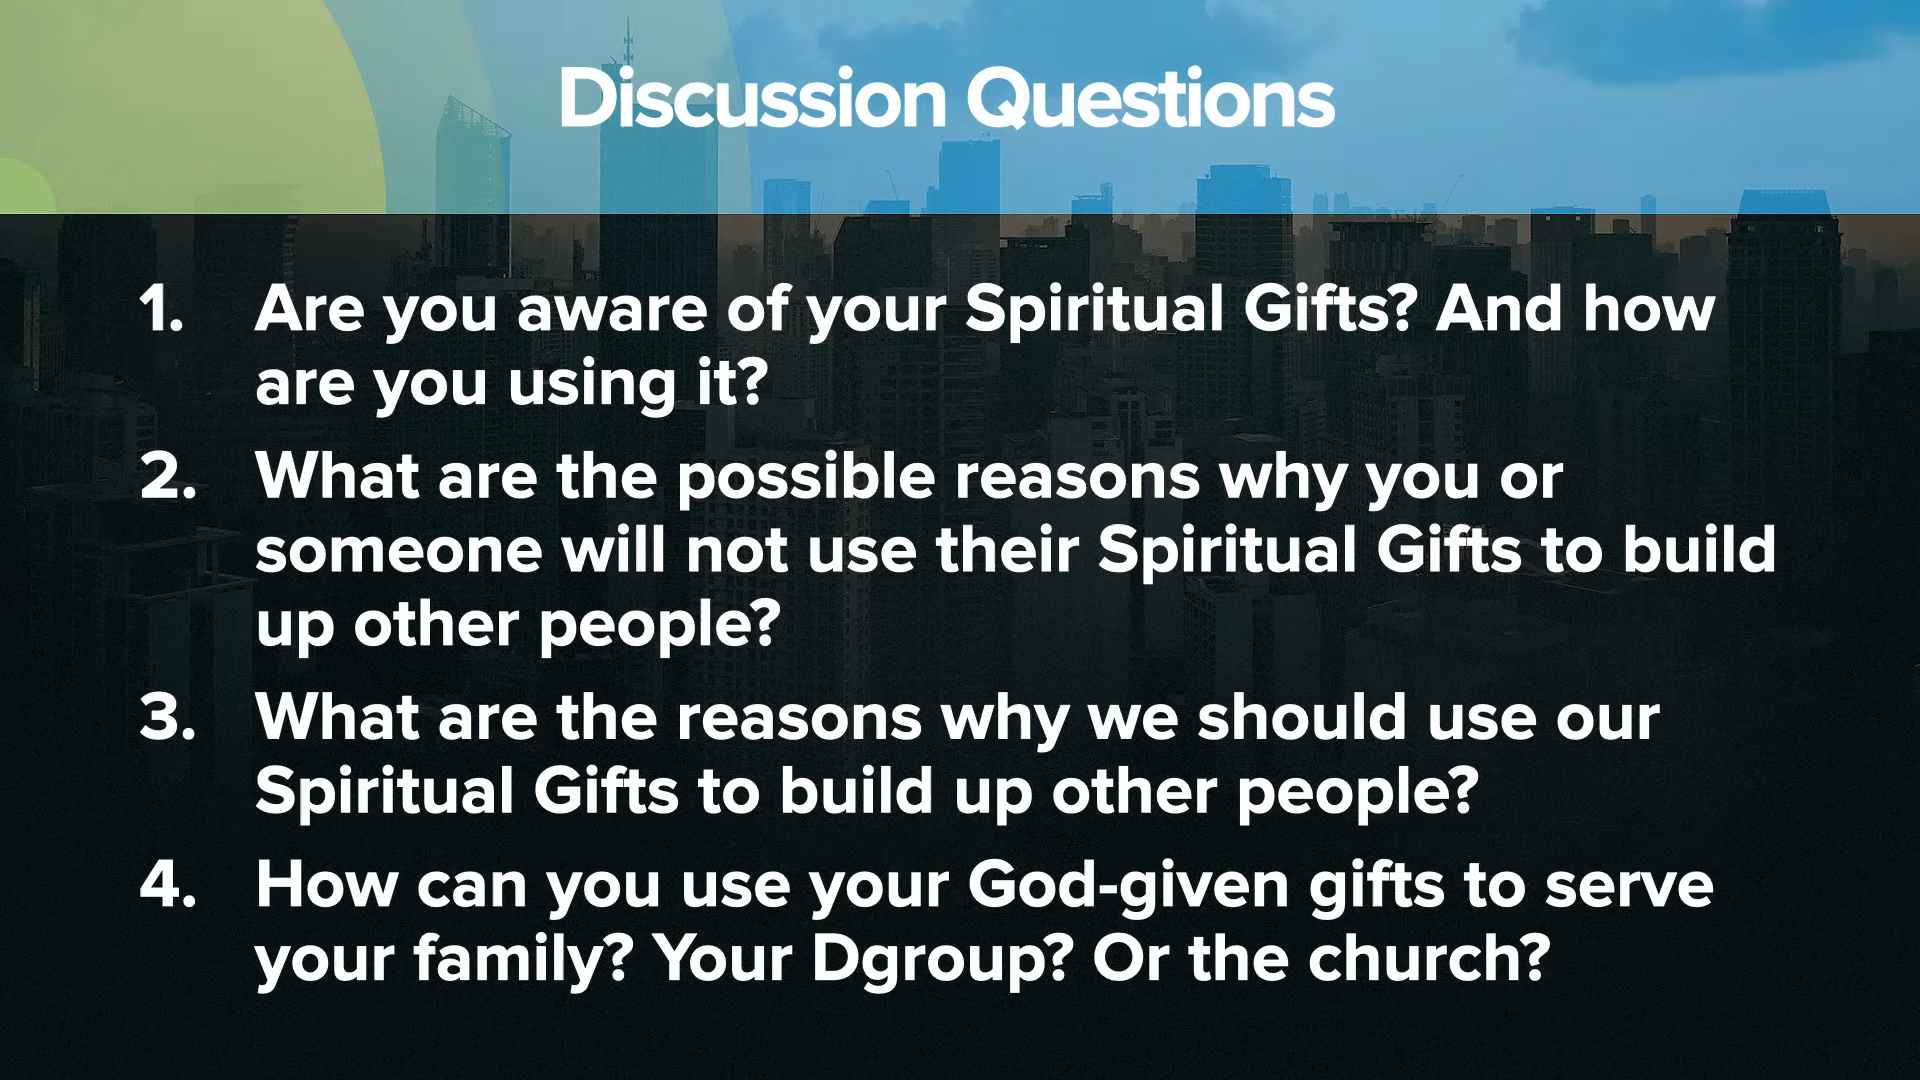 Discussion Questions
1. Are you aware of your Spiritual Gifts? And how
are you using it?
2. What are the possible reasons why you or
someone will not use their Spiritual Gifts to build
up other people?
3. What are the reasons why we should use our
Spiritual Gifts to build up other people?
4. How can you use your God-given gifts to serve
your family? Your Dgroup? Or the church?